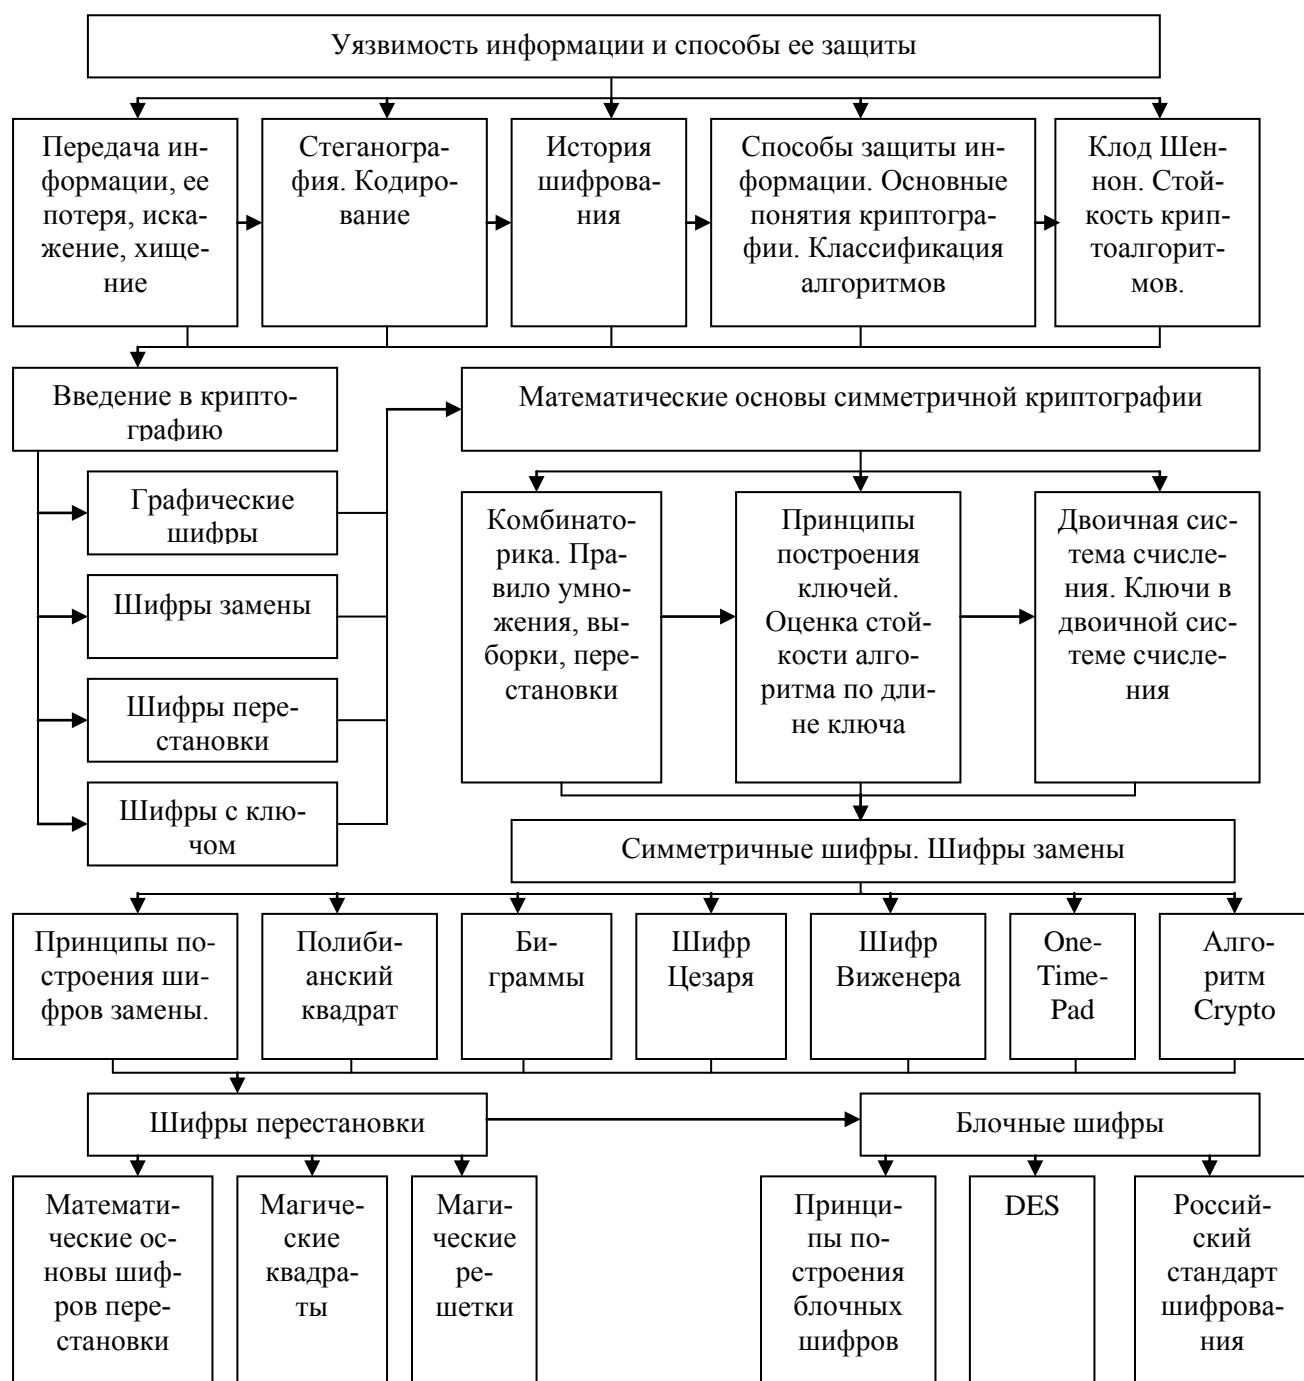 Уязвимость информации и способы ее защиты
Передача ин-
формации, ее
потеря, иска-
жение, хище-
ние
Стеганогра-
фия. Кодиро-
вание
История
шифрова-
ния
Способы защиты ин-
формации. Основные
понятия криптогра-
фии. Классификация
алгоритмов
Клод Шен-
нон. Стой-
кость крип-
тоалгорит-
мов.
Введение в крипто-
графию
Математические основы симметричной криптографии
Графические
шифры
Шифры замены
Шифры пере-
становки
Шифры с клю-
чом
Комбинато-
рика. Пра-
вило умно-
жения, вы-
борки, пере-
становки
Принципы
построения
ключей.
Оценка стой-
кости алго-
ритма по дли-
не ключа
Двоичная сис-
тема счисле-
ния. Ключи в
двоичной сис-
теме счисле-
ния
Симметричные шифры. Шифры замены
Принципы по-
строения ши-
фров замены.
Полиби-
анский
квадрат
Би-
граммы
Шифр
Цезаря
Шифр
Виженера
One-
Time-
Pad
Алго-
ритм
Crypto
Шифры перестановки
Блочные шифры
Математи-
ческие ос-
новы шиф-
ров пере-
становки
Магиче-
ские
квадра-
ты
Маги-
ческие
ре-
шетки
Принци-
пы по-
строения
блочных
шифров
DES
Россий-
ский
стандарт
шифрова-
ния